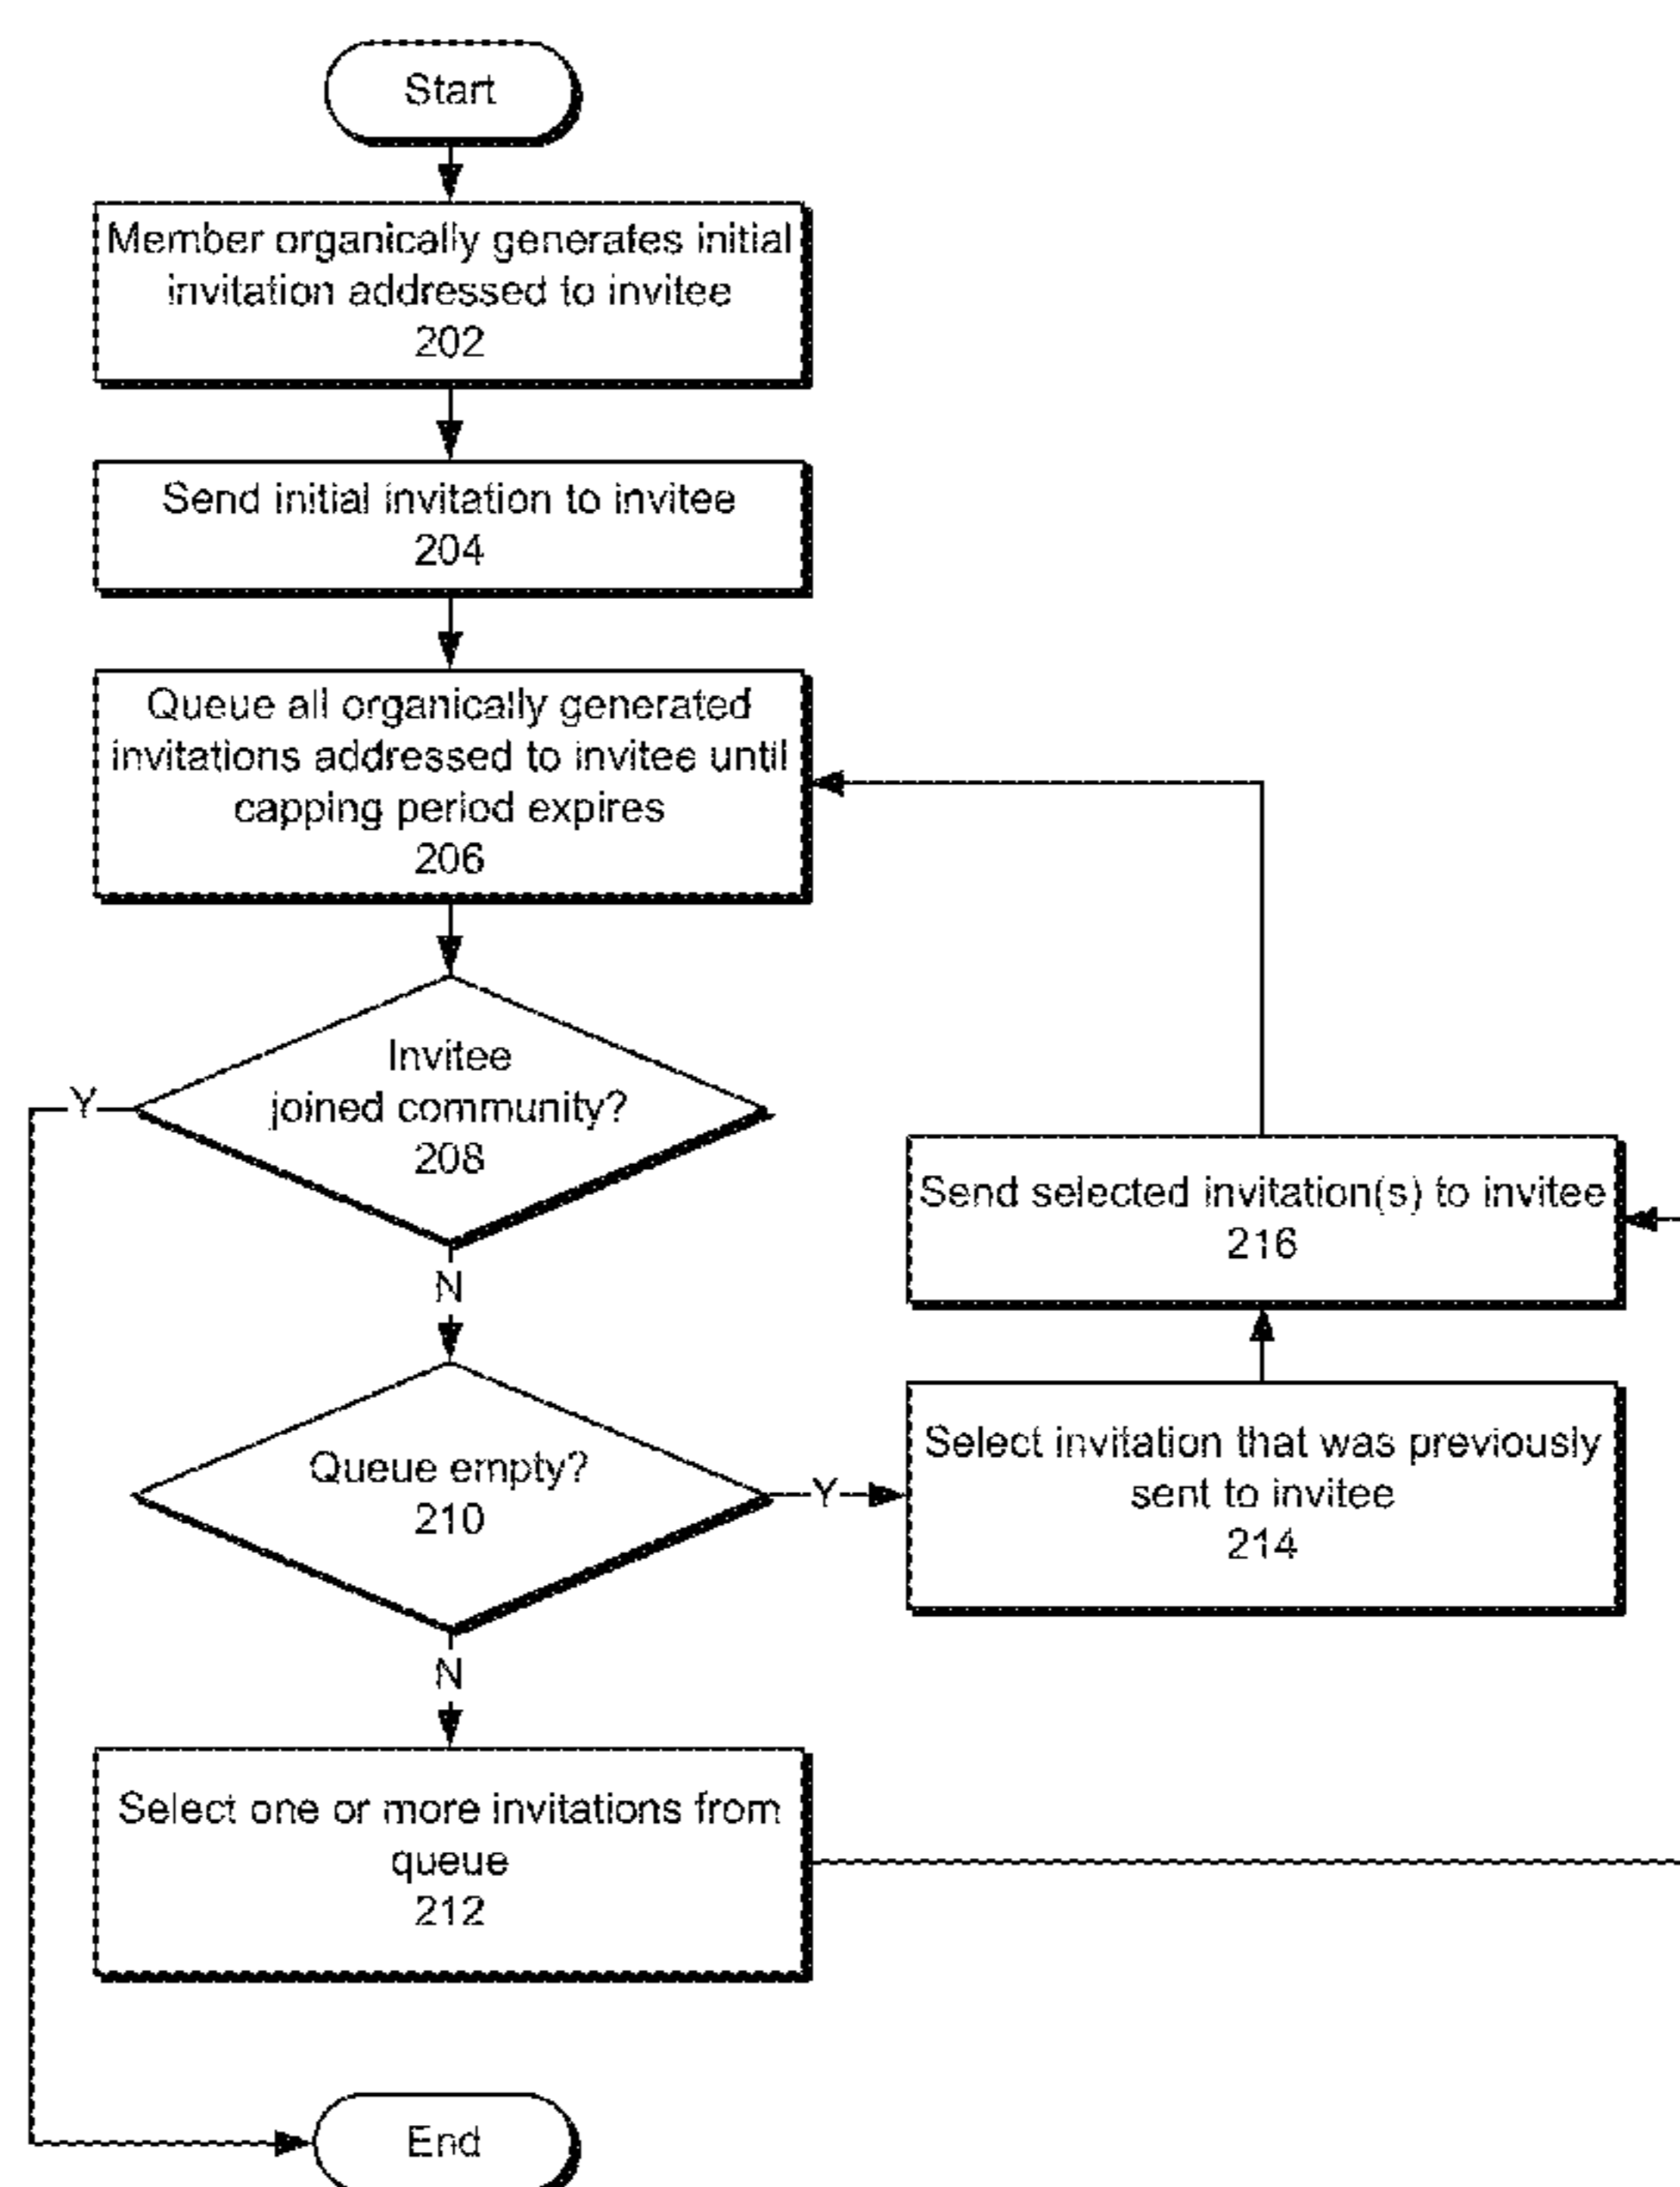 Start
Member organically generates initial
invitation addressed to invitee
202
Send initial invitation to invitee
204
Queue all organically generated
invitations addressed to invitee until
capping period expires
206
Invitee
joined community?
208
Y
N
Send selected invitation(s) to invitee
216
Queue empty?
210
Y
Select invitation that was previously
sent to invitee
214
N
Select one or more invitations from
queue
212
End